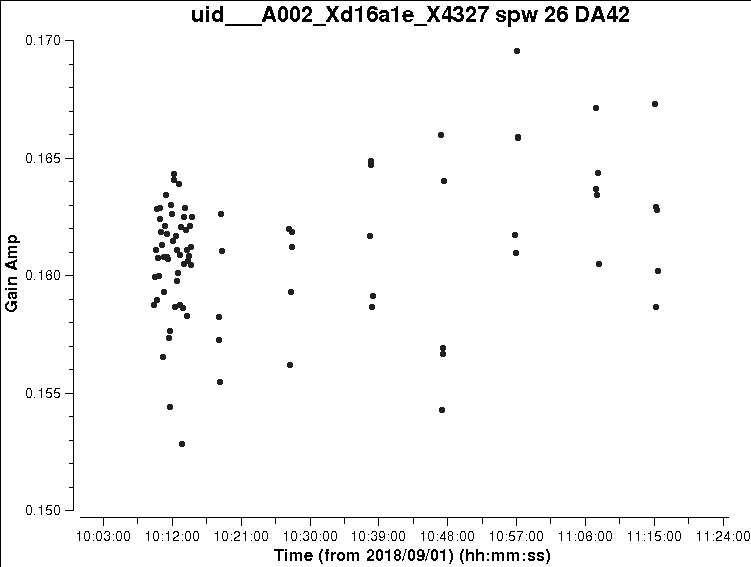 uid___A002_Xd16a1e_X4327 spw 26 DA42
0.170
0.165
0.160
0.155
0.150
Gain Amp
10:03:00 10:12:00 10:21:00 10:30:00 10:39:00 10:48:00 10:57:00 11:06:00 11:15:00 11:24:00
Time (from 2018/09/01) (hh:mm:ss)